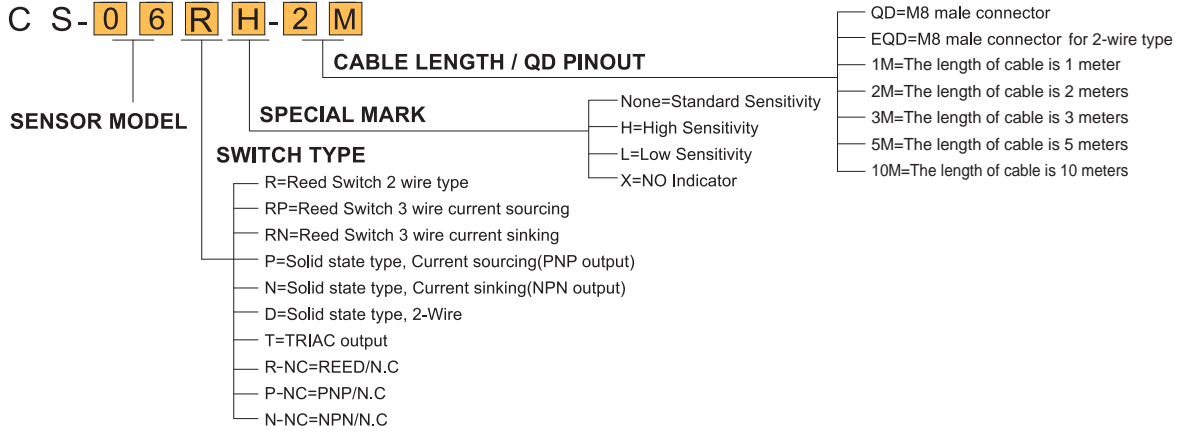 C S-06RH-2M
QD=M8 male connector
EQD=M8 male connector for 2-wire type
1M=The length of cable is 1 meter
2M=The length of cable is 2 meters
3M=The length of cable is 3 meters
5M=The length of cable is 5 meters
10M=The length of cable is 10 meters
CABLE LENGTH / QD PINOUT
SPECIAL MARK
None=Standard Sensitivity
H=High Sensitivity
L=Low Sensitivity
X=NO Indicator
SENSOR MODEL
SWITCH TYPE
R=Reed Switch 2 wire type
RP=Reed Switch 3 wire current sourcing
RN=Reed Switch 3 wire current sinking
P=Solid state type, Current sourcing(PNP output)
N=Solid state type, Current sinking(NPN output)
D=Solid state type, 2-Wire
T=TRIAC output
R-NC=REED/N.C
P-NC=PNP/N.C
N-NC=NPN/N.C